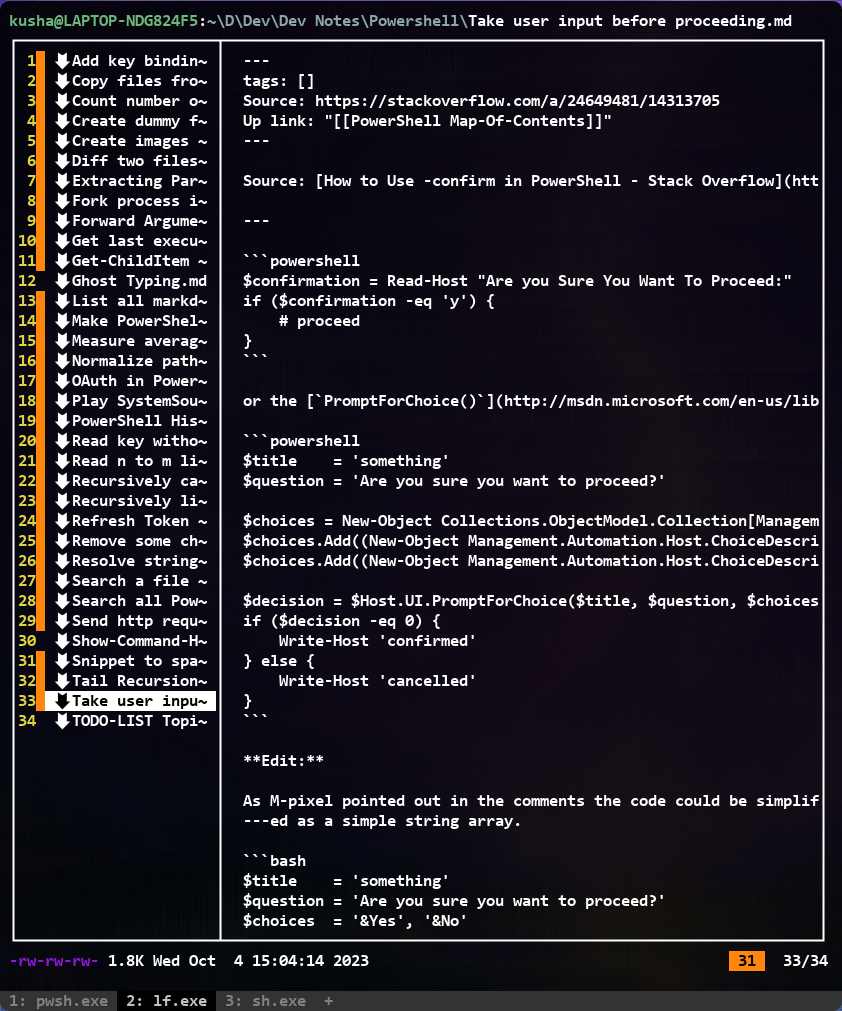 kusha@LAPTOP-NDG824F5:~\D\Dev\Dev Notes\Powershell\Take user input before proceeding.md
1 Add key bindin~
2 Copy files fro~
3 Count number o~
4 Create dummy f~
5 Create images ~
6 Diff two files~
7 Extracting Par~
8 Fork process i~
9 Forward Argume~
10 Get last execu~
11 Get-ChildItem ~
12 Ghost Typing.md
13 List all markd~
14 Make PowerShel~
15 Measure averag~
16 Normalize path~
17 OAuth in Power~
18 Play SystemSou~
19 PowerShell His~
20 Read key witho~
21 Read n to m li~
22 Recursively ca~
23 Recursively li~
24 Refresh Token ~
25 Remove some ch~
26 Resolve string~
27 Search a file ~
28 Search all Pow~
29 Send http requ~
30 Show-Command-H~
31 Snippet to spa~
32 Tail Recursion~
33 Take user inpu~
34 TODO-LIST Topi~
---
tags: []
Source: https://stackoverflow.com/a/24649481/14313705
Up link: "[[PowerShell Map-Of-Contents]]"
---
Source: [How to Use -confirm in PowerShell - Stack Overflow](htt
---
```powershell
$confirmation = Read-Host "Are you Sure You Want To Proceed:"
if ($confirmation -eq 'y') {
    # proceed
}
```
or the [`PromptForChoice()`](http://msdn.microsoft.com/en-us/lib
```powershell
$title    = 'something'
$question = 'Are you sure you want to proceed?'
$choices = New-Object Collections.ObjectModel.Collection[Managem
$choices.Add((New-Object Management.Automation.Host.ChoiceDescri
$choices.Add((New-Object Management.Automation.Host.ChoiceDescri
$decision = $Host.UI.PromptForChoice($title, $question, $choices
if ($decision -eq 0) {
    Write-Host 'confirmed'
} else {
    Write-Host 'cancelled'
}
```
**Edit:**
As M-pixel pointed out in the comments the code could be simplif
---ed as a simple string array.
```bash
$title    = 'something'
$question = 'Are you sure you want to proceed?'
$choices  = '&Yes', '&No'
-rw-rw-rw- 1.8K Wed Oct  4 15:04:14 2023 31 33/34
1: pwsh.exe 2: lf.exe 3: sh.exe +